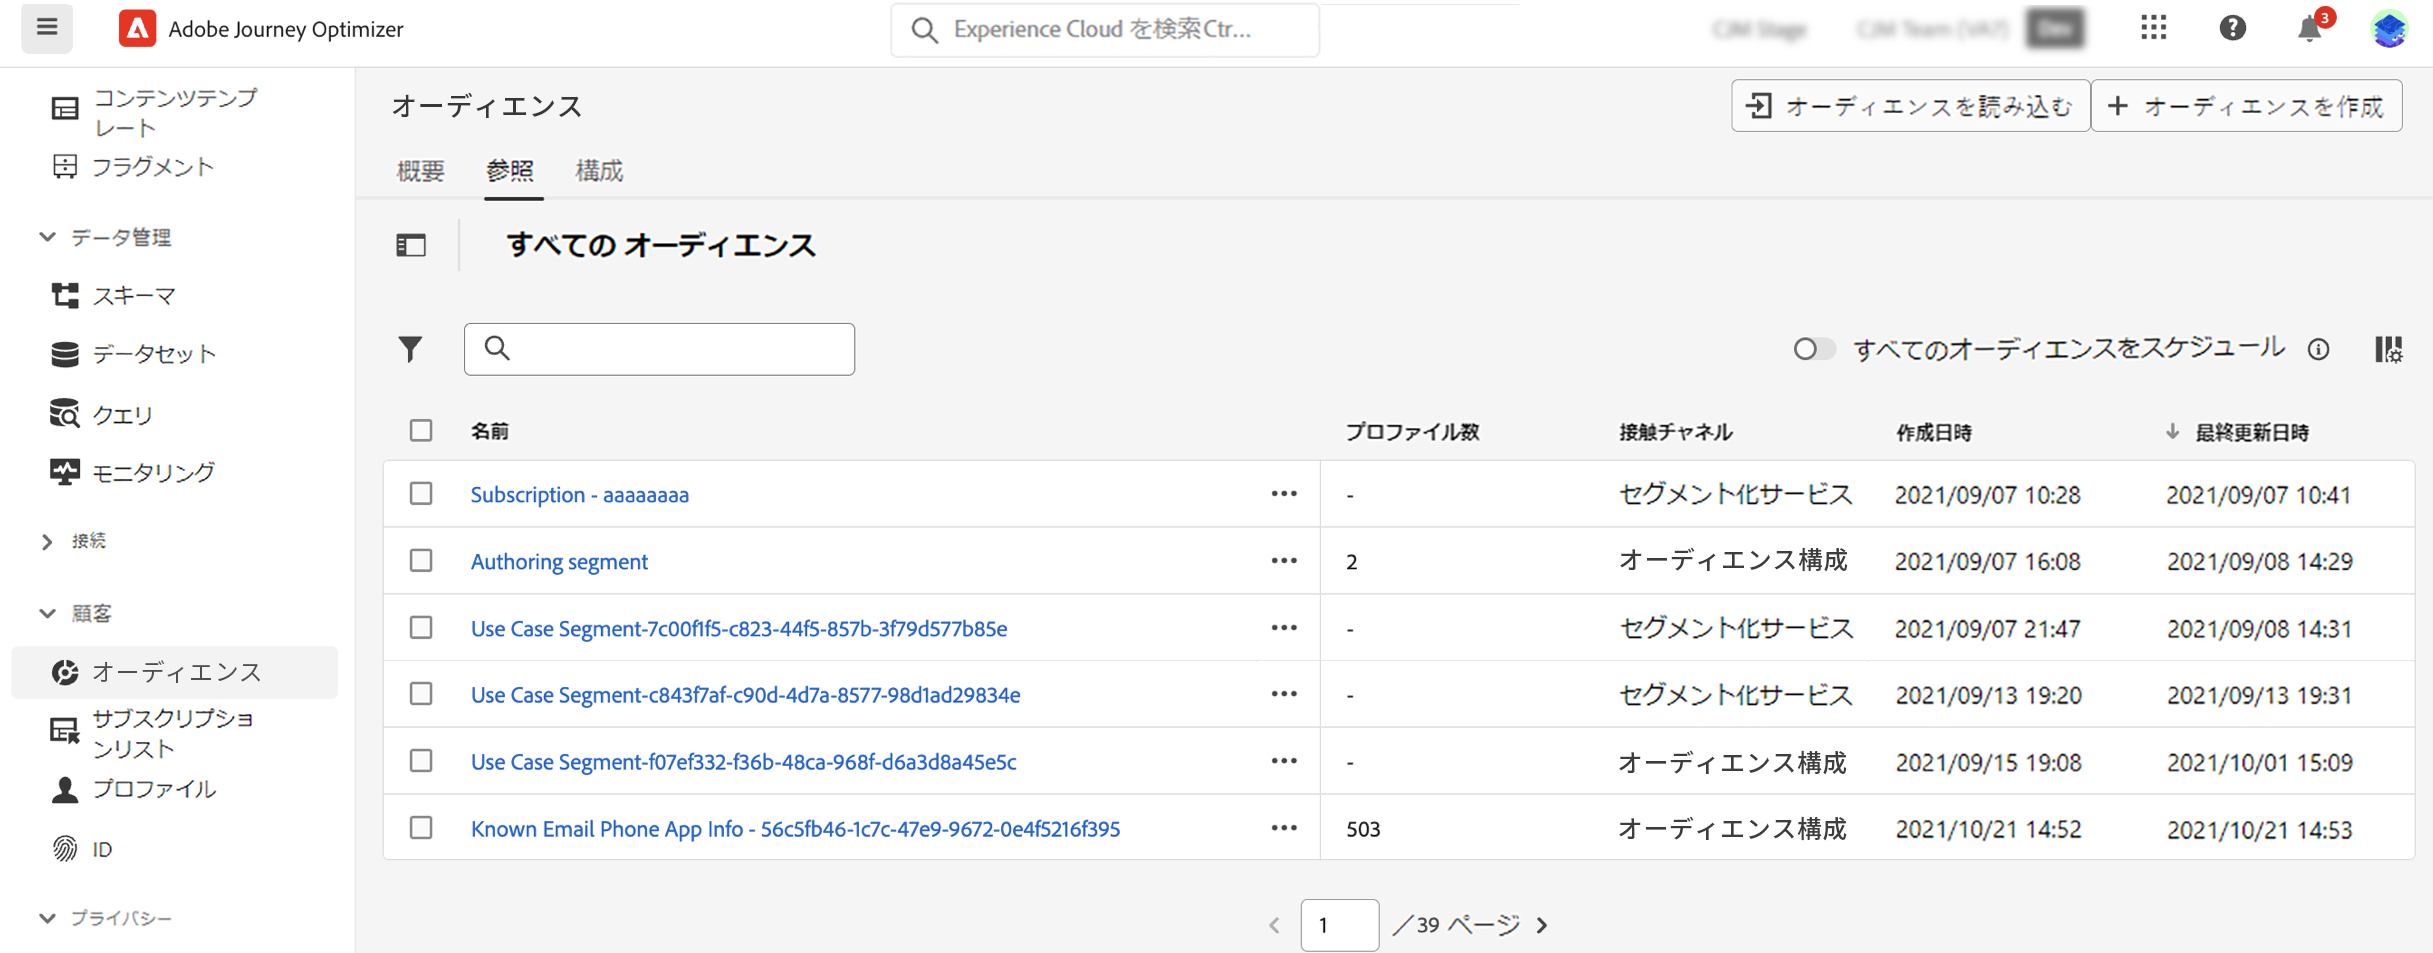 Adobe Journey Optimizer
Experience Cloud を検索Ctr...
3
コンテンツテンプ
レート
フラグメント
データ管理
スキーマ
データセット
クエリ
モニタリング
接続
顧客
オーディエンス
サブスクリプショ
ンリスト
プロファイル
ID
プライバシー
オーディエンス
オーディエンスを読み込む
オーディエンスを作成
概要 参照 構成
すべての オーディエンス
すべてのオーディエンスをスケジュール
名前 プロファイル数 接触チャネル 作成日時 最終更新日時
Subscription - aaaaaaaa - セグメント化サービス 2021/09/07 10:28 2021/09/07 10:41
Authoring segment 2 オーディエンス構成 2021/09/07 16:08 2021/09/08 14:29
Use Case Segment-7c00f1f5-c823-44f5-857b-3f79d577b85e - セグメント化サービス 2021/09/07 21:47 2021/09/08 14:31
Use Case Segment-c843f7af-c90d-4d7a-8577-98d1ad29834e - セグメント化サービス 2021/09/13 19:20 2021/09/13 19:31
Use Case Segment-f07ef332-f36b-48ca-968f-d6a3d8a45e5c - オーディエンス構成 2021/09/15 19:08 2021/10/01 15:09
Known Email Phone App Info - 56c5fb46-1c7c-47e9-9672-0e4f5216f395 503 オーディエンス構成 2021/10/21 14:52 2021/10/21 14:53
1 ／39 ページ